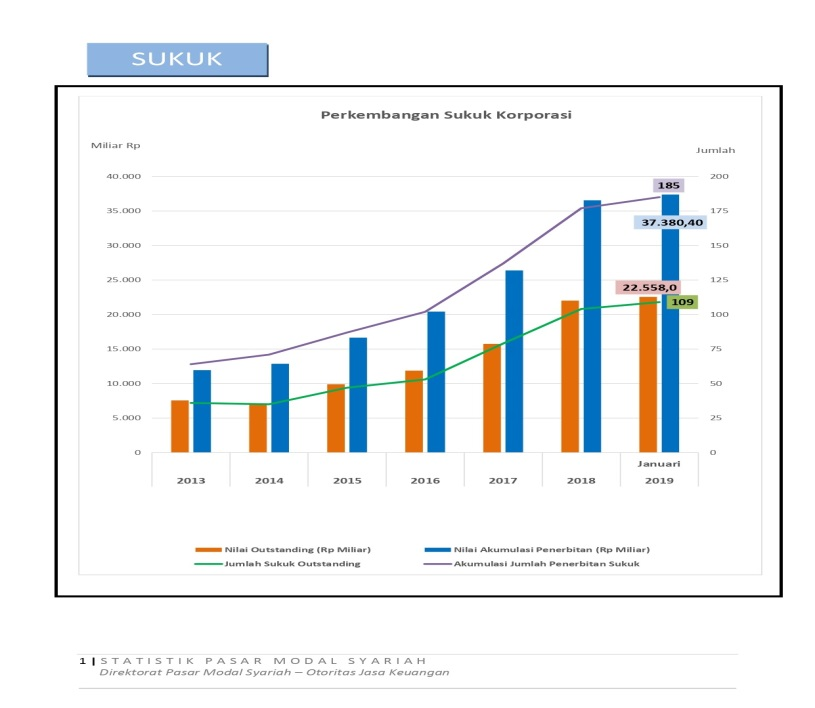 SUKUK
Perkembangan Sukuk Korporasi
Miliar Rp
Jumlah
40.000
200
185
35.000
175
37.380,40
30.000
150
25.000
125
22.558,0
109
20.000
100
15.000
75
10.000
50
5.000
25
0
0
Januari
2013 2014 2015 2016 2017 2018 2019
Nilai Outstanding (Rp Miliar) Nilai Akumulasi Penerbitan (Rp Miliar)
Jumlah Sukuk Outstanding Akumulasi Jumlah Penerbitan Sukuk
1 | STATISTIK PASAR MODAL SYARIAH
Direktorat Pasar Modal Syariah – Otoritas Jasa Keuangan